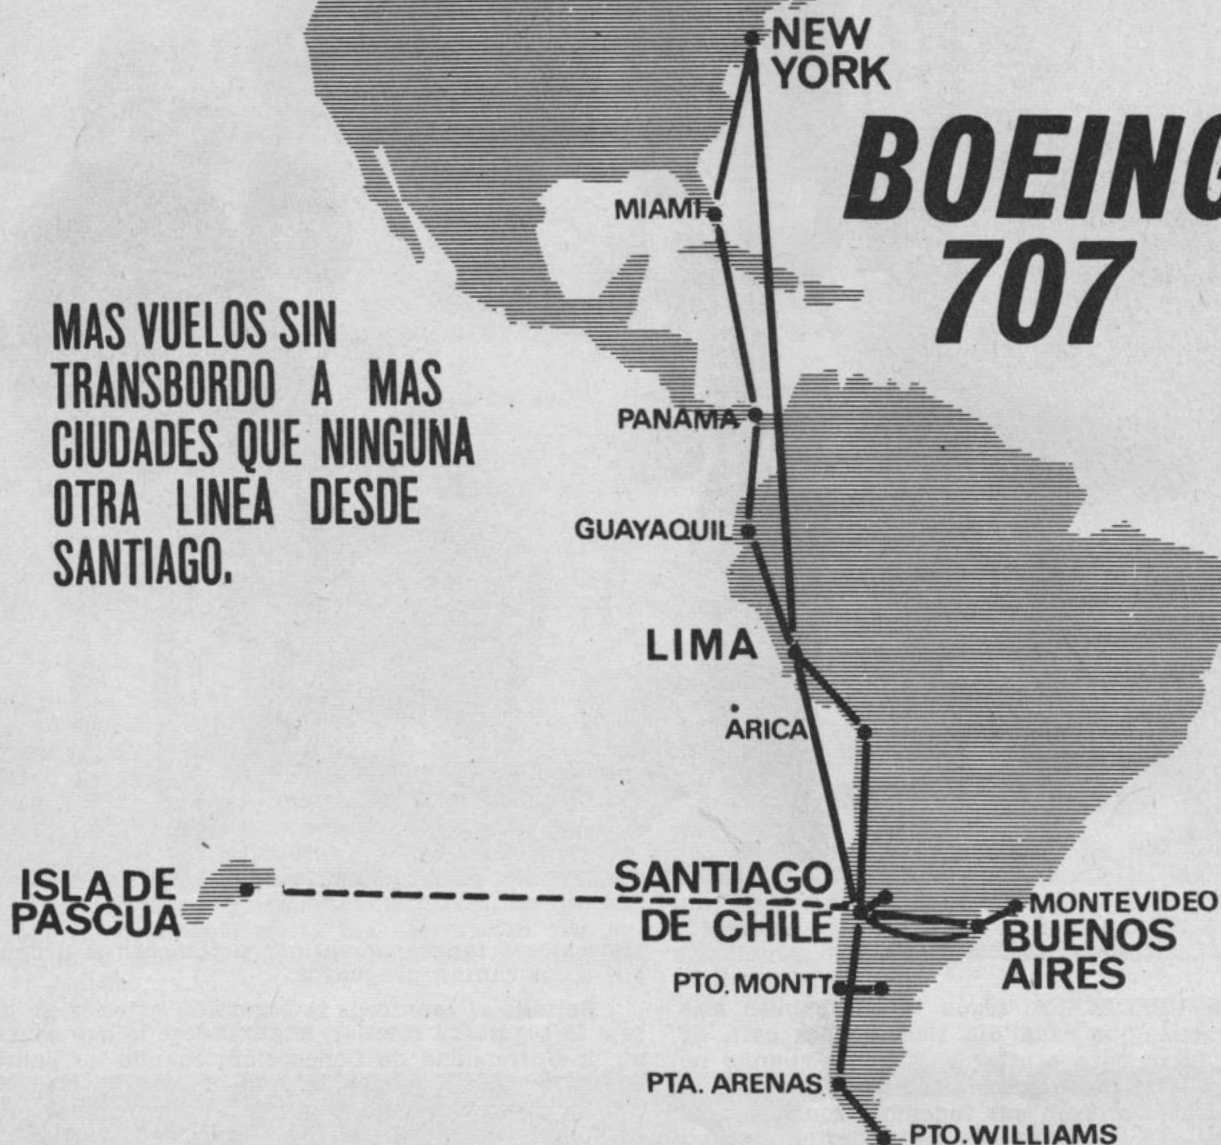 NEW
YORK
BOEING
707
MIAMI
MAS VUELOS SIN
TRANSBORDO A MAS
CIUDADES QUE NINGUNA
OTRA LINEA DESDE
SANTIAGO.
PANAMA
GUAYAQUIL
LIMA
ARICA
ISLA DE
PASCUA
SANTIAGO
DE CHILE
MONTEVIDEO
BUENOS
AIRES
PTO. MONTT
PTA. ARENAS
PTO. WILLIAMS